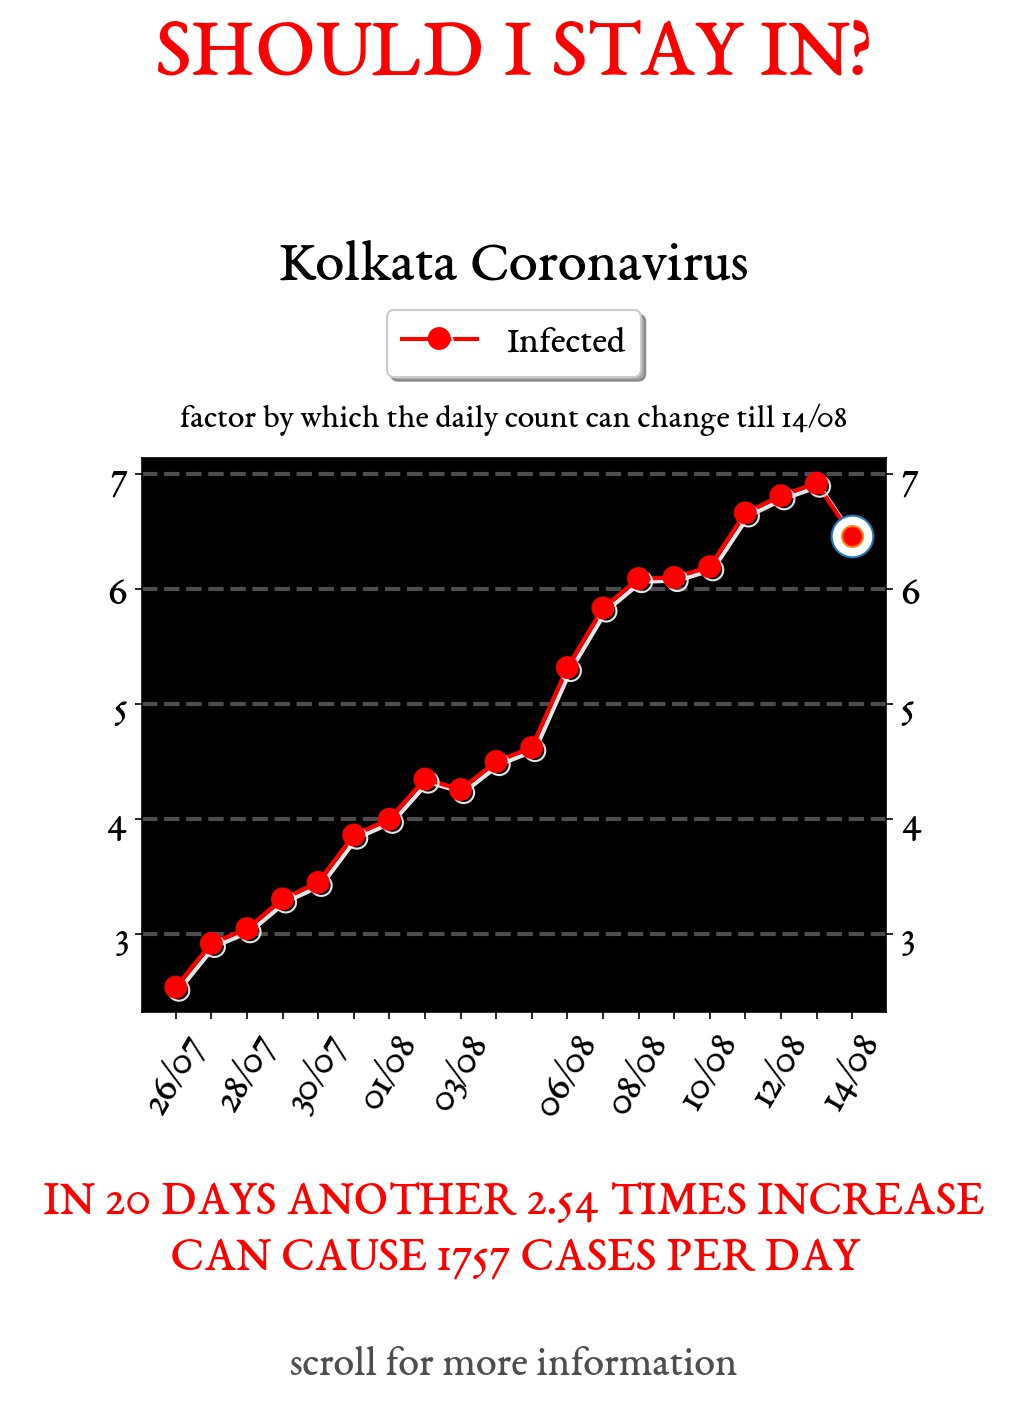 SHOULD I STAY IN?
Kolkata Coronavirus
Infected
factor by which the daily count can change till 14/08
7 7
6 6
5 5
4 4
3 3
26/07 28/07 30/07 01/08 03/08 06/08 08/08 10/08 12/08 14/08
IN 20 DAYS ANOTHER 2.54 TIMES INCREASE
CAN CAUSE 1757 CASES PER DAY
scroll for more information